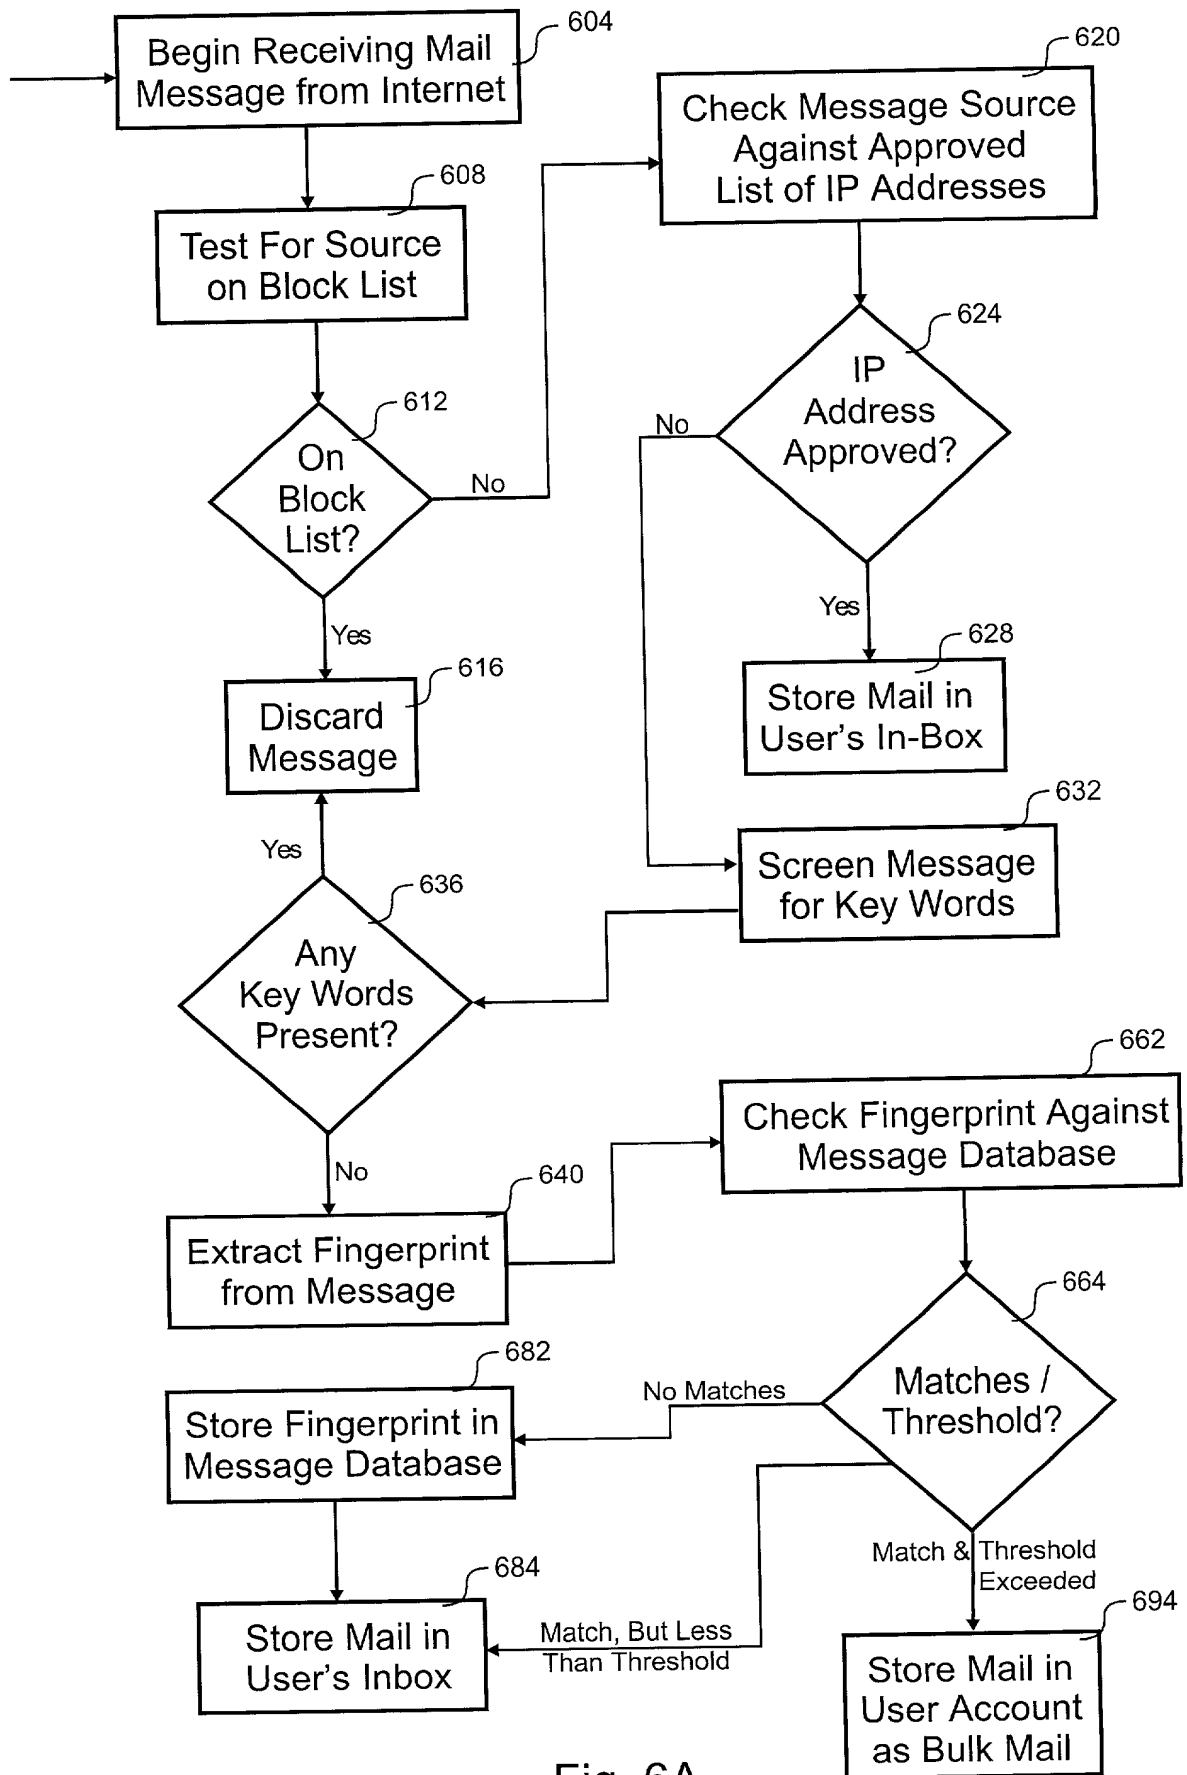 Begin Receiving Mail
Message from Internet
604
Test For Source
on Block List
608
On
Block
List?
612
No
Yes
Discard
Message
616
Check Message Source
Against Approved
List of IP Addresses
620
IP
Address
Approved?
624
No
Yes
Store Mail in
User's In-Box
628
Screen Message
for Key Words
632
Any
Key Words
Present?
636
Yes
No
Extract Fingerprint
from Message
640
Check Fingerprint Against
Message Database
662
Matches /
Threshold?
664
No Matches
Store Fingerprint in
Message Database
682
Store Mail in
User's Inbox
684
Match, But Less
Than Threshold
Match & Threshold
Exceeded
Store Mail in
User Account
as Bulk Mail
694
Fig. 6A